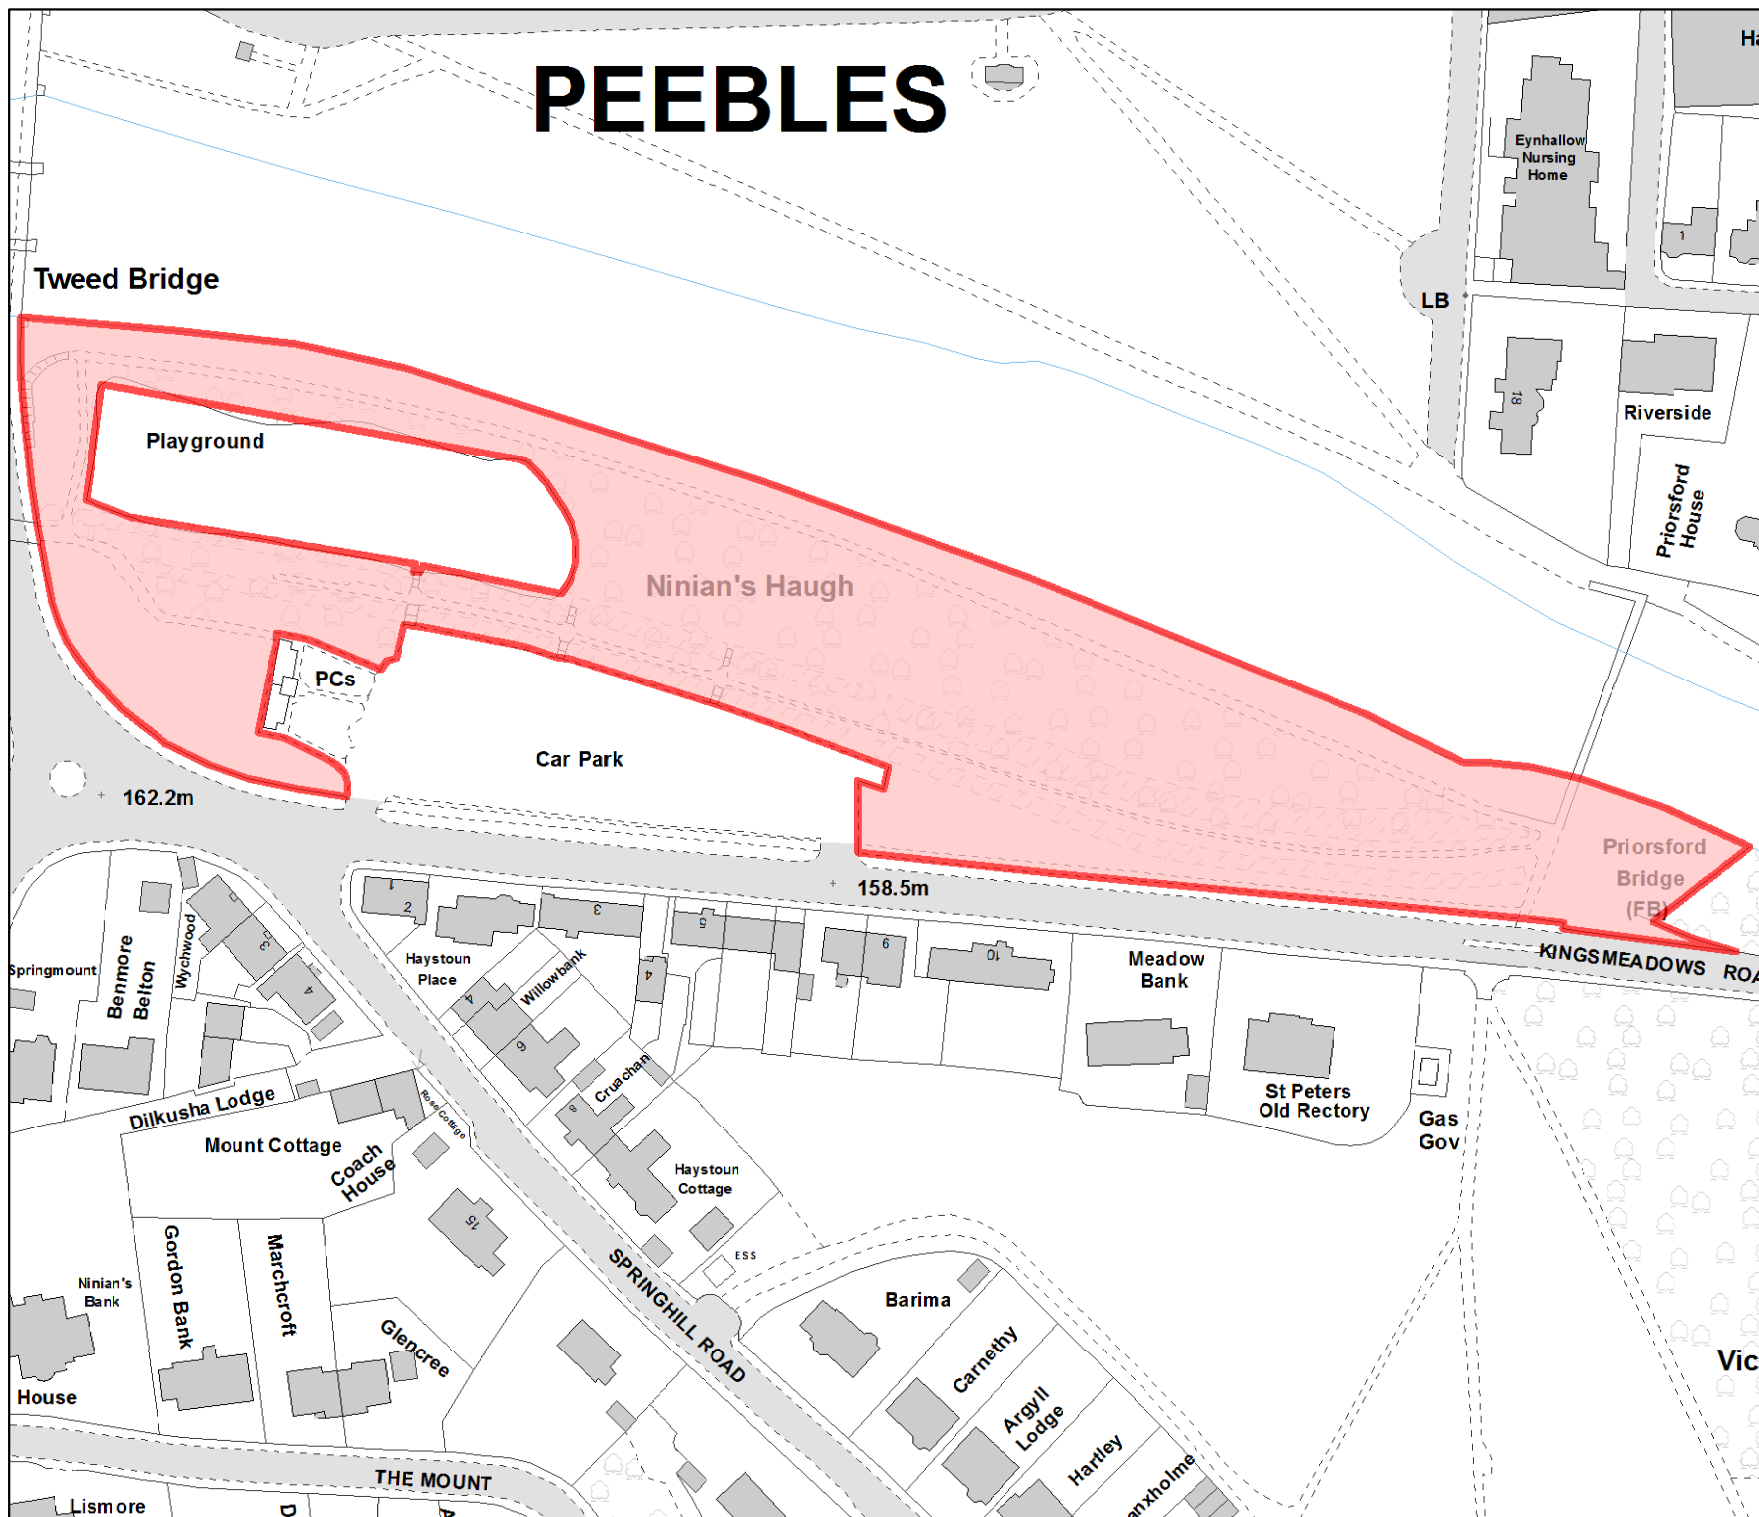 PEEBLES
Eynhallow
Nursing
Home
1
Tweed Bridge
LB
18
Riverside
Playground
Priorsford
House
Ninian's Haugh
PCs
Car Park
162.2m
Priorsford
Bridge
(FB)
158.5m
KINGSMEADOWS
1
2
3
5
9
10
4
Wychwood
3
4
Springmount
Benmore
Belton
Haystoun
Place
Willowbank
4
6
Meadow
Bank
Cruachan
8
St Peters
Old Rectory
Gas
Gov
Dilkusha Lodge
Rose Cottage
Mount Cottage
Coach
House
Haystoun
Cottage
15
Gordon Bank
Marchcroft
ESS
SPRINGHILL ROAD
Ninian's
Bank
Glencree
Barima
Carnethy
House
Argyll
Lodge
Hartley
THE MOUNT
Lismore